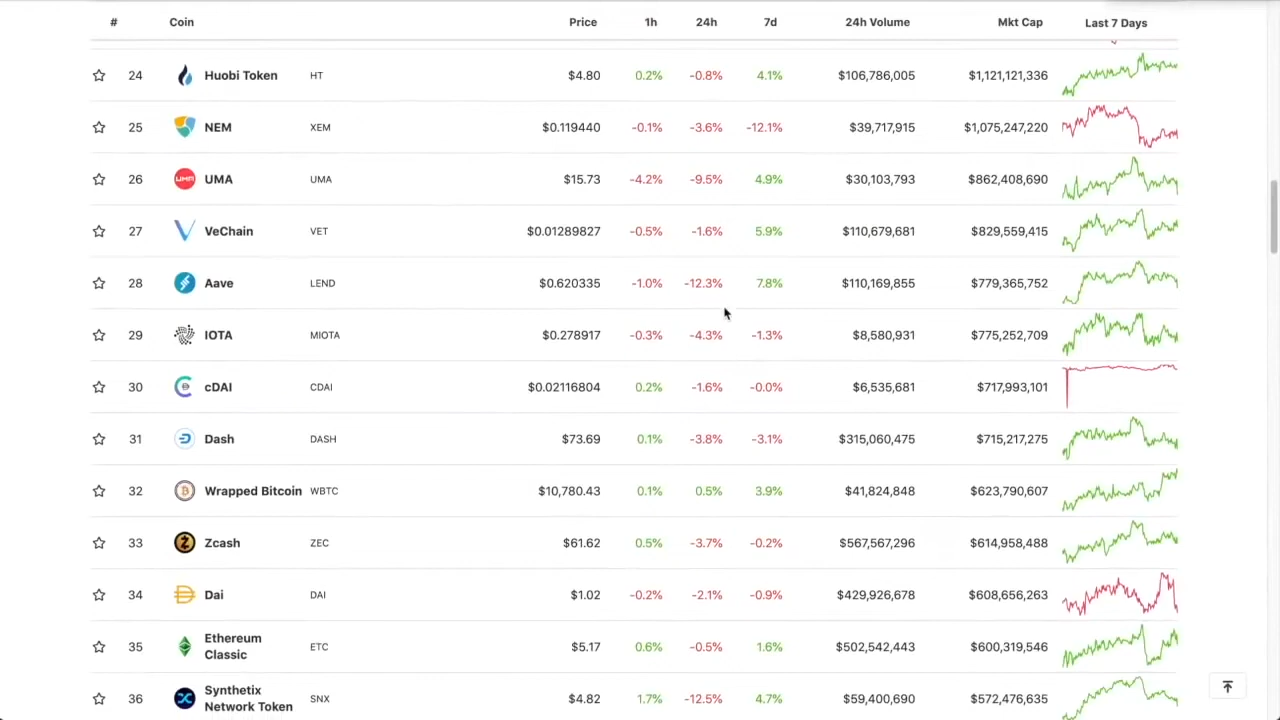 # Coin Price 1h 24h 7d 24h Volume Mkt Cap Last 7 Days
24 Huobi Token HT $4.80 0.2% -0.8% 4.1% $106,786,005 $1,121,121,336
25 NEM XEM $0.119440 -0.1% -3.6% -12.1% $39,717,915 $1,075,247,220
26 UMA UMA $15.73 -4.2% -9.5% 4.9% $30,103,793 $862,408,690
27 VeChain VET $0.01289827 -0.5% -1.6% 5.9% $110,679,681 $829,559,415
28 Aave LEND $0.620335 -1.0% -12.3% 7.8% $110,169,855 $779,365,752
29 IOTA MIOTA $0.278917 -0.3% -4.3% -1.3% $8,580,931 $775,252,709
30 cDAI CDAI $0.02116804 0.2% -1.6% -0.0% $6,535,681 $717,993,101
31 Dash DASH $73.69 0.1% -3.8% -3.1% $315,060,475 $715,217,275
32 Wrapped Bitcoin WBTC $10,780.43 0.1% 0.5% 3.9% $41,824,848 $623,790,607
33 Zcash ZEC $61.62 0.5% -3.7% -0.2% $567,567,296 $614,958,488
34 Dai DAI $1.02 -0.2% -2.1% -0.9% $429,926,678 $608,656,263
35 Ethereum
Classic ETC $5.17 0.6% -0.5% 1.6% $502,542,443 $600,319,546
36 Synthetix
Network Token SNX $4.82 1.7% -12.5% 4.7% $59,400,690 $572,476,635